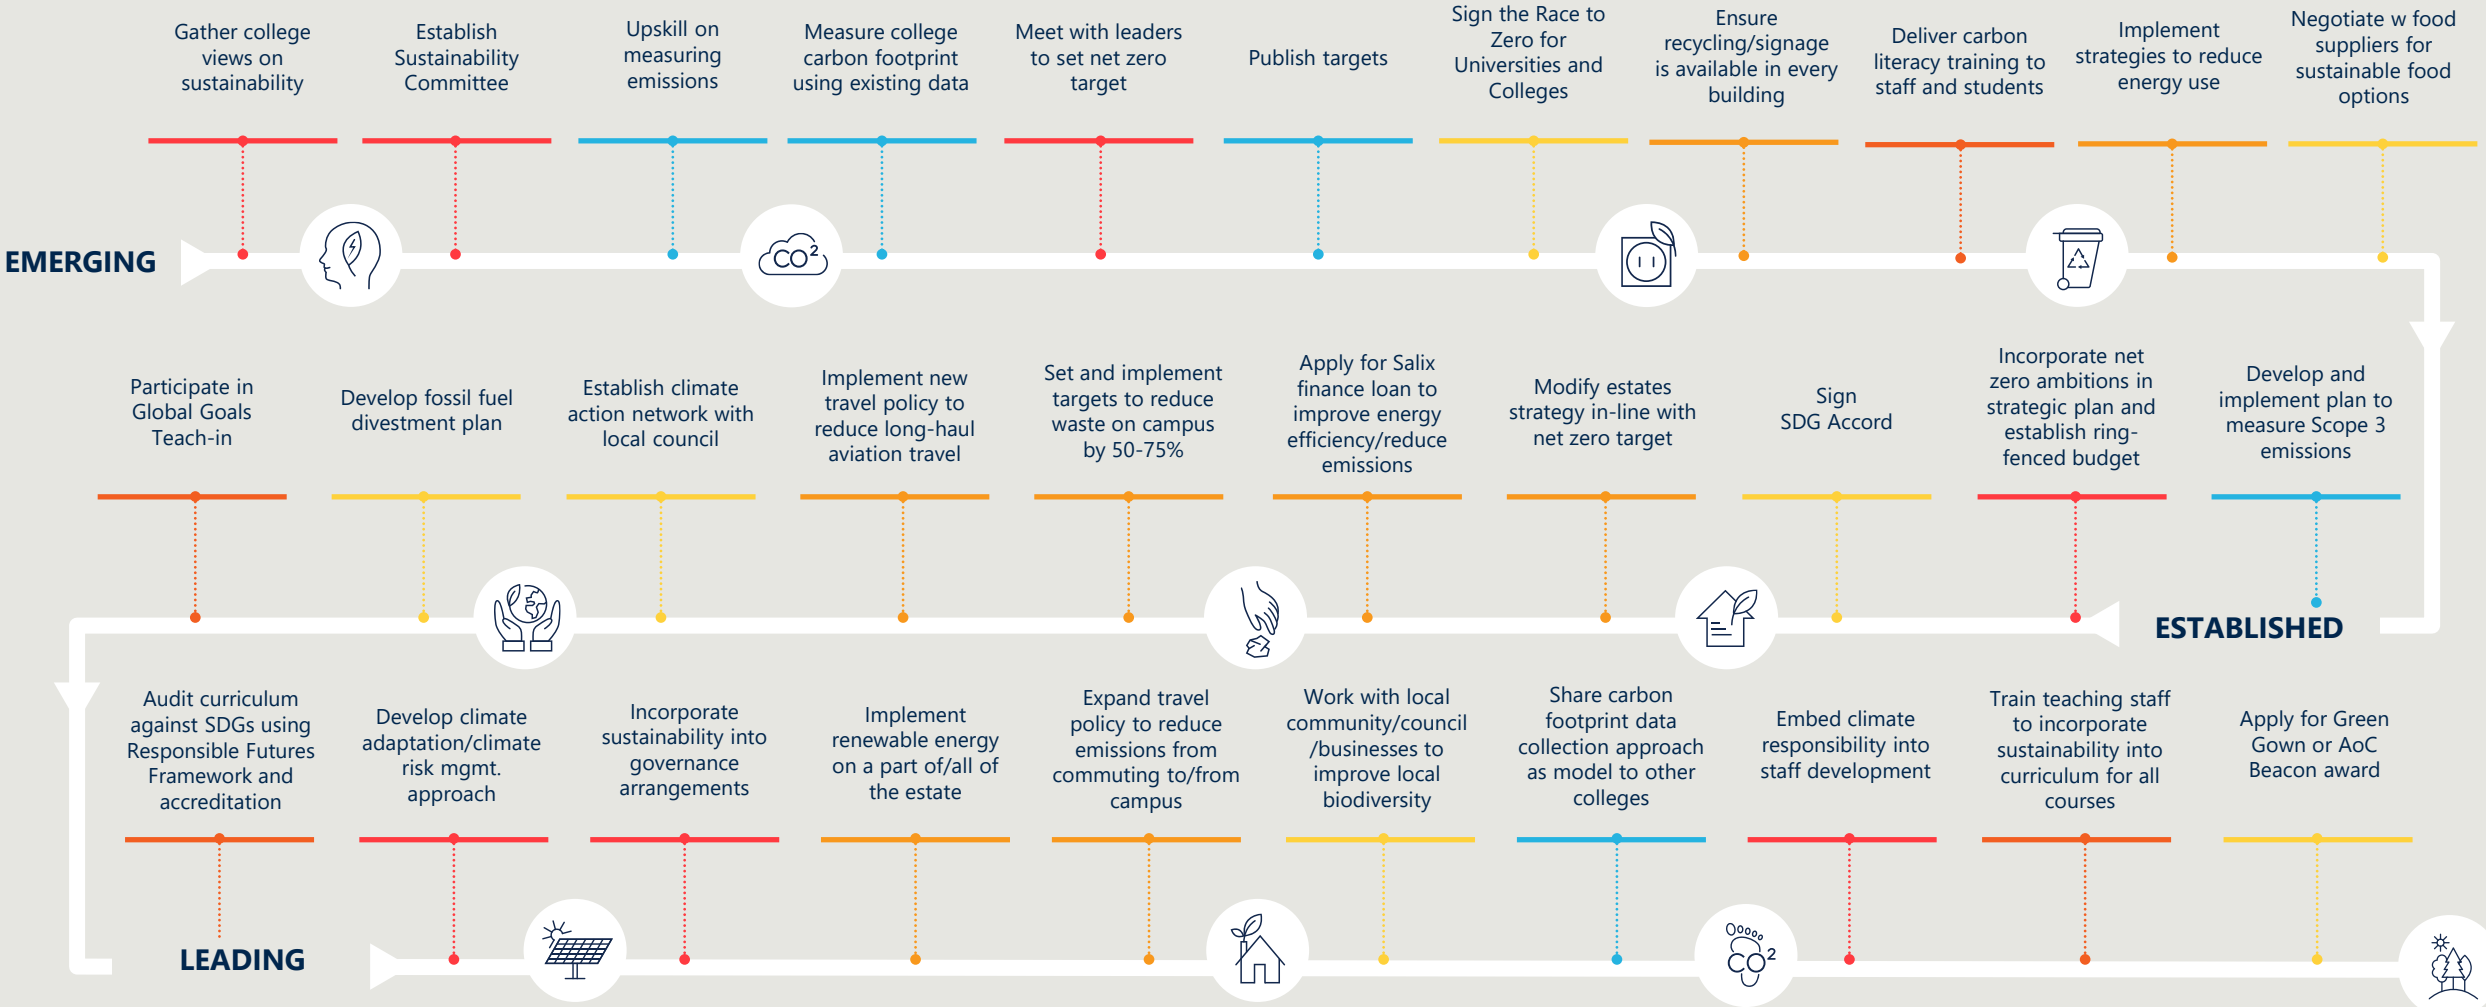 Gather college
views on
sustainability
Establish
Sustainability
Committee
Upskill on
measuring
emissions
Measure college
carbon footprint
using existing data
Meet with leaders
to set net zero
target
Publish targets
Sign the Race to
Zero for
Universities and
Colleges
Ensure
recycling/signage
is available in every
building
Deliver carbon
literacy training to
staff and students
Implement
strategies to reduce
energy use
Negotiate w food
suppliers for
sustainable food
options
EMERGING
CO²
Participate in
Global Goals
Teach-in
Develop fossil fuel
divestment plan
Establish climate
action network with
local council
Implement new
travel policy to
reduce long-haul
aviation travel
Set and implement
targets to reduce
waste on campus
by 50-75%
Apply for Salix
finance loan to
improve energy
efficiency/reduce
emissions
Modify estates
strategy in-line with
net zero target
Sign
SDG Accord
Incorporate net
zero ambitions in
strategic plan and
establish ring-
fenced budget
Develop and
implement plan to
measure Scope 3
emissions
ESTABLISHED
Audit curriculum
against SDGs using
Responsible Futures
Framework and
accreditation
Develop climate
adaptation/climate
risk mgmt.
approach
Incorporate
sustainability into
governance
arrangements
Implement
renewable energy
on a part of/all of
the estate
Expand travel
policy to reduce
emissions from
commuting to/from
campus
Work with local
community/council
/businesses to
improve local
biodiversity
Share carbon
footprint data
collection approach
as model to other
colleges
Embed climate
responsibility into
staff development
Train teaching staff
to incorporate
sustainability into
curriculum for all
courses
Apply for Green
Gown or AoC
Beacon award
LEADING
CO²